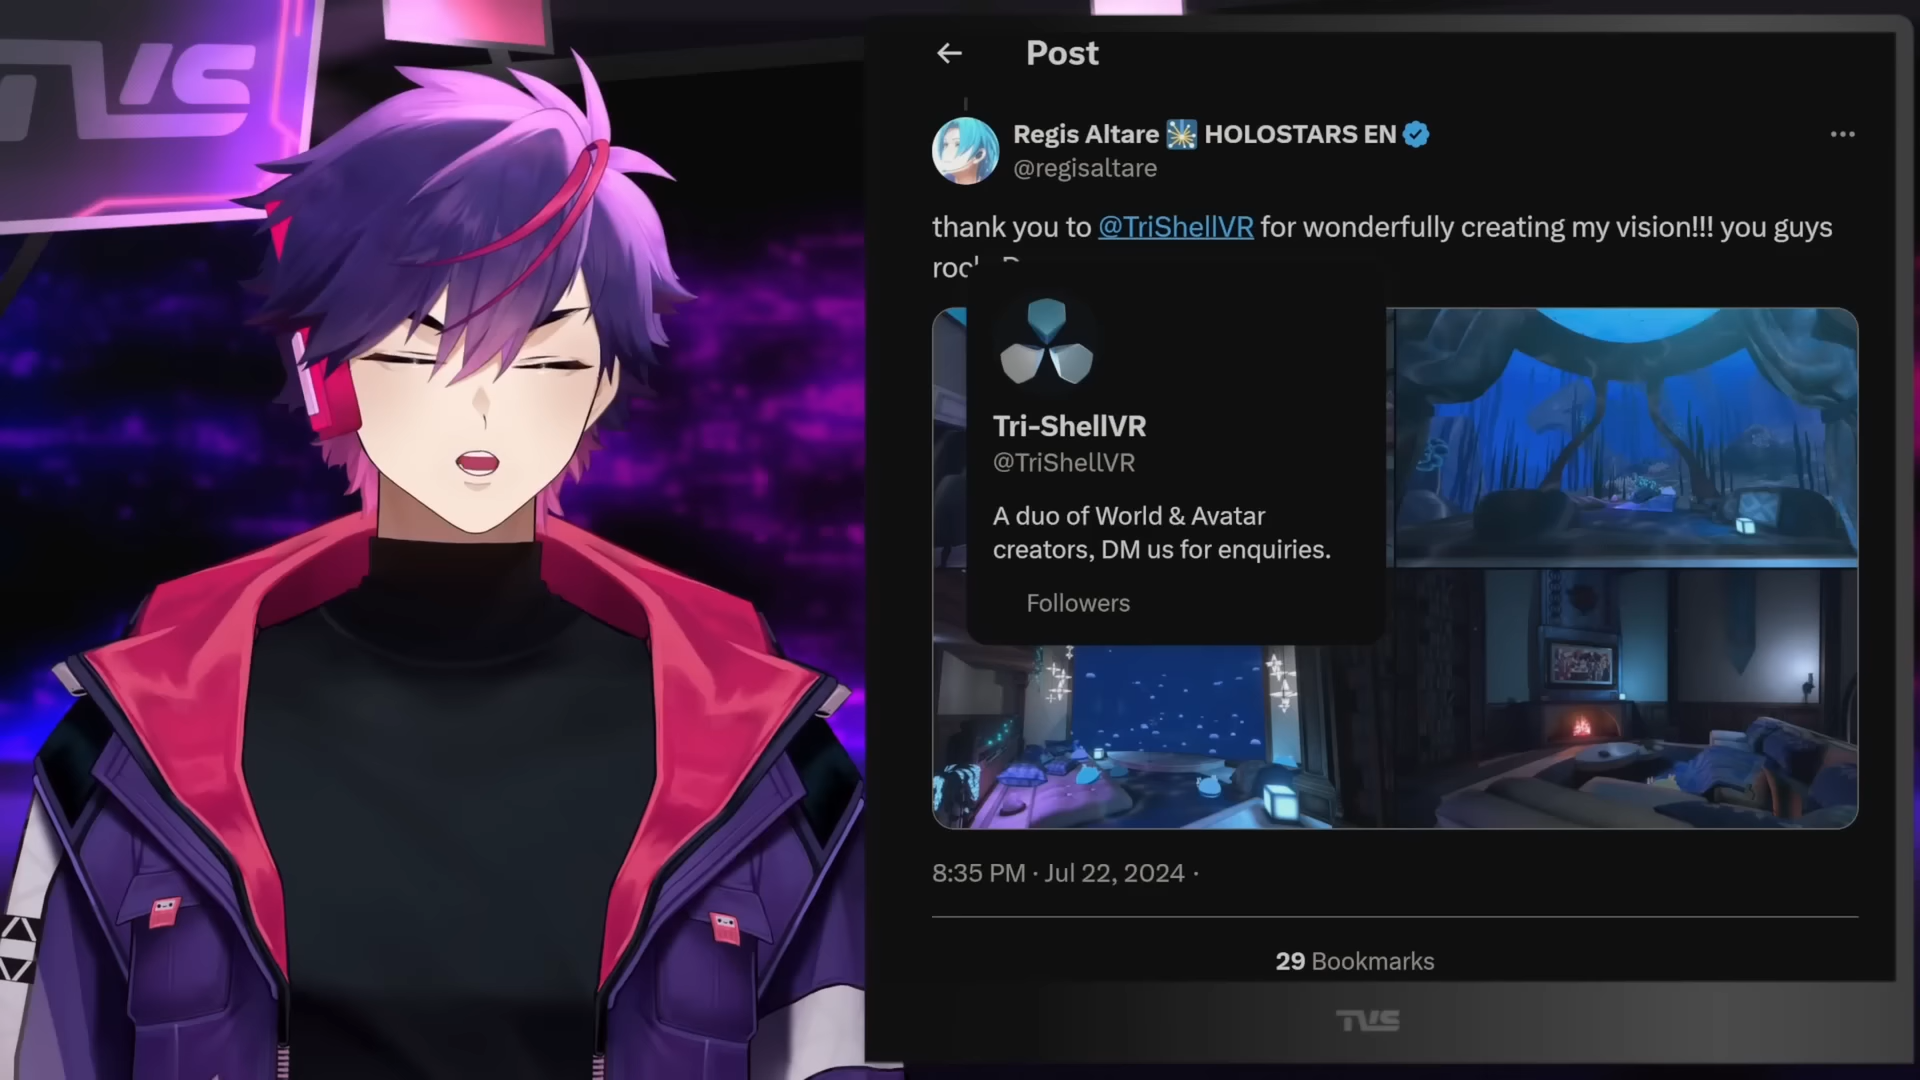 TVS
Post
Regis Altare HOLOSTARS EN
@regisaltare
thank you to @TriShellVR for wonderfully creating my vision!!! you guys
Tri-ShellVR
@TriShellVR
A duo of World & Avatar
creators, DM us for enquiries.
Followers
8:35 PM · Jul 22, 2024 ·
29 Bookmarks
TVS